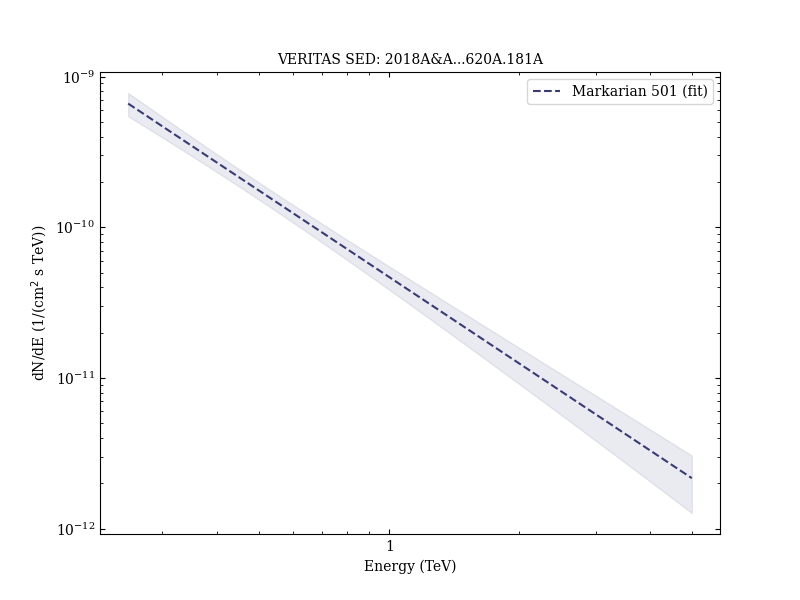 VERITAS SED: 2018A&A...620A.181A
Markarian 501 (fit)
dN/dE (1/(cm² s TeV))
10⁻⁹
10⁻¹⁰
10⁻¹¹
10⁻¹²
1
Energy (TeV)